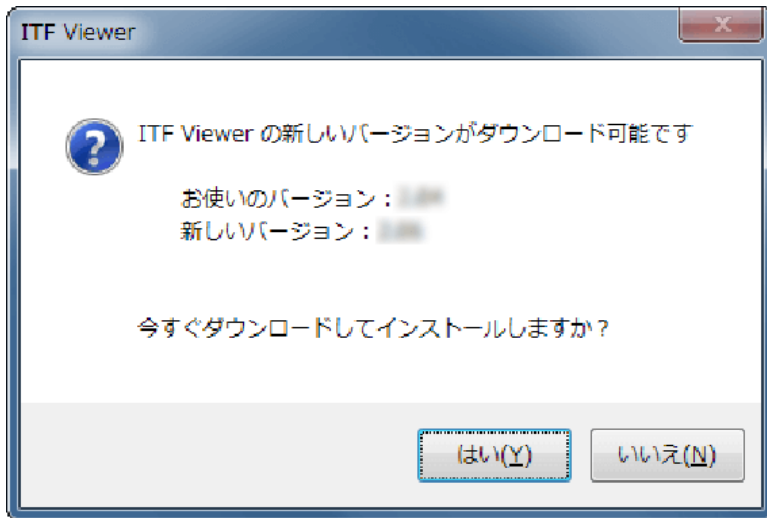 ITF Viewer
ITF Viewer の新しいバージョンがダウンロード可能です
お使いのバージョン：
新しいバージョン：
今すぐダウンロードしてインストールしますか？
はい(Y)
いいえ(N)